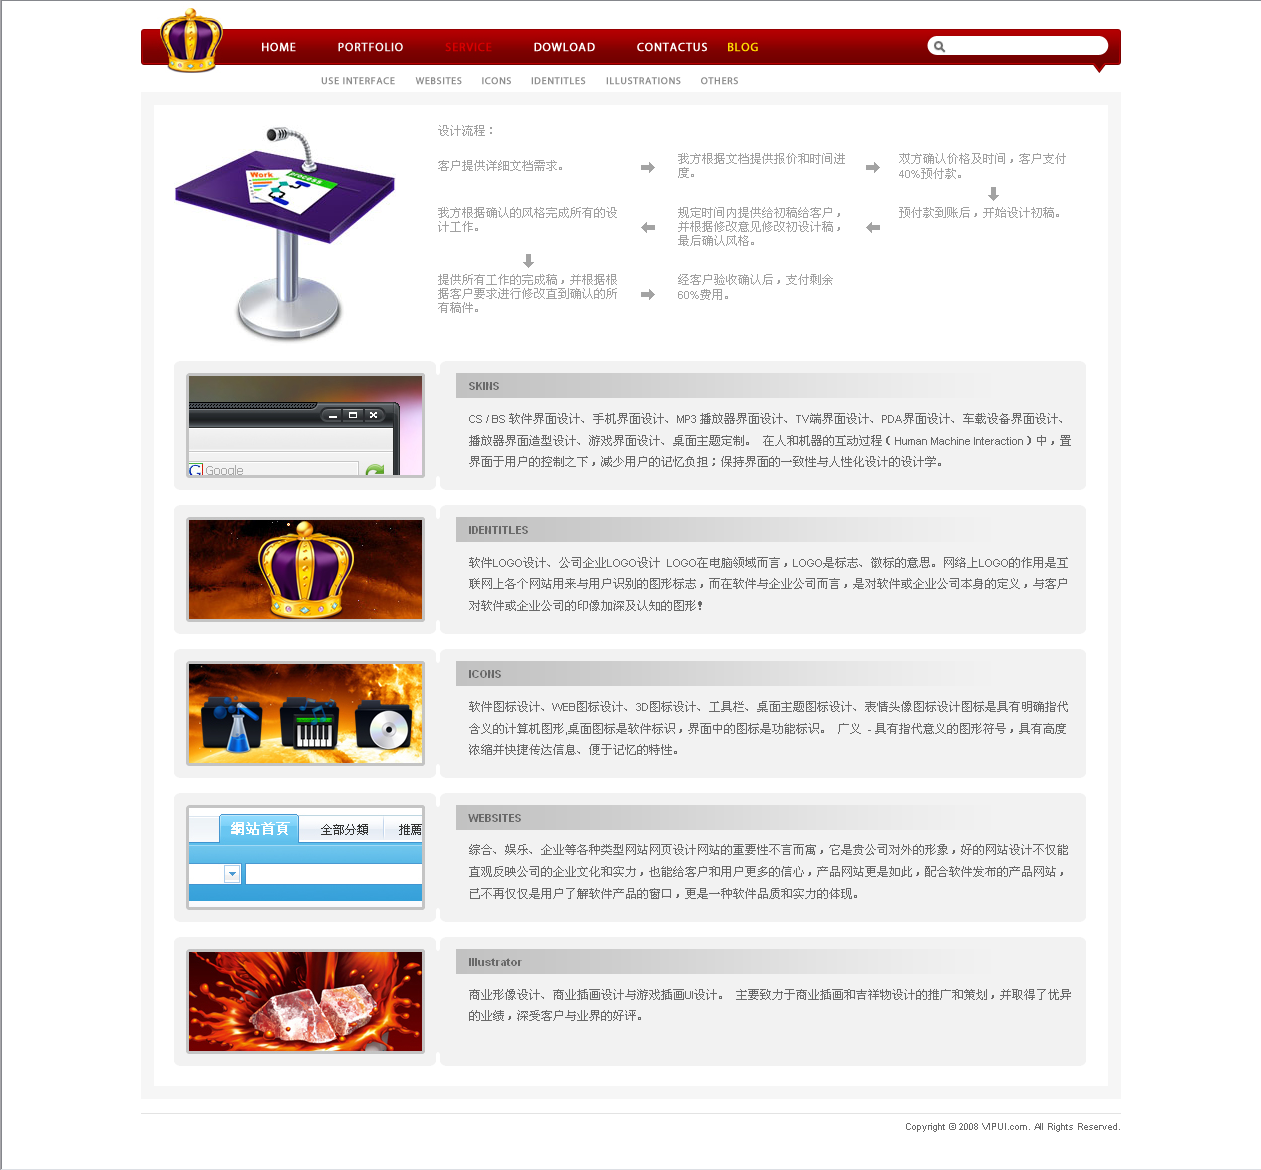 HOME PORTFOLIO SERVICE DOWLOAD CONTACTUS BLOG
USE INTERFACE WEBSITES ICONS IDENTITLES ILLUSTRATIONS OTHERS
Work
process
设计流程：
客户提供详细文档需求。
我方根据文档提供报价和时间进
度。
双方确认价格及时间，客户支付
40%预付款。
预付款到账后，开始设计初稿。
规定时间内提供给初稿给客户，
并根据修改意见修改初设计稿，
最后确认风格。
我方根据确认的风格完成所有的设
计工作。
提供所有工作的完成稿，并根据根
据客户要求进行修改直到确认的所
有稿件。
经客户验收确认后，支付剩余
60%费用。
Google
SKINS
CS / BS 软件界面设计、手机界面设计、MP3 播放器界面设计、TV端界面设计、PDA界面设计、车载设备界面设计、
播放器界面造型设计、游戏界面设计、桌面主题定制。 在人和机器的互动过程（Human Machine Interaction）中，置
界面于用户的控制之下，减少用户的记忆负担；保持界面的一致性与人性化设计的设计学。
IDENTITLES
软件LOGO设计、公司企业LOGO设计 LOGO在电脑领域而言，LOGO是标志、徽标的意思。网络上LOGO的作用是互
联网上各个网站用来与用户识别的图形标志，而在软件与企业公司而言，是对软件或企业公司本身的定义，与客户
对软件或企业公司的印像加深及认知的图形！
ICONS
软件图标设计、WEB图标设计、3D图标设计、工具栏、桌面主题图标设计、表情头像图标设计图标是具有明确指代
含义的计算机图形,桌面图标是软件标识，界面中的图标是功能标识。 广义 - 具有指代意义的图形符号，具有高度
浓缩并快捷传达信息、便于记忆的特性。
網站首頁 全部分類 推薦
WEBSITES
综合、娱乐、企业等各种类型网站网页设计网站的重要性不言而寓，它是贵公司对外的形象，好的网站设计不仅能
直观反映公司的企业文化和实力，也能给客户和用户更多的信心，产品网站更是如此，配合软件发布的产品网站，
已不再仅仅是用户了解软件产品的窗口，更是一种软件品质和实力的体现。
Illustrator
商业形像设计、商业插画设计与游戏插画UI设计。 主要致力于商业插画和吉祥物设计的推广和策划，并取得了优异
的业绩，深受客户与业界的好评。
Copyright © 2008 VIPUI.com. All Rights Reserved.